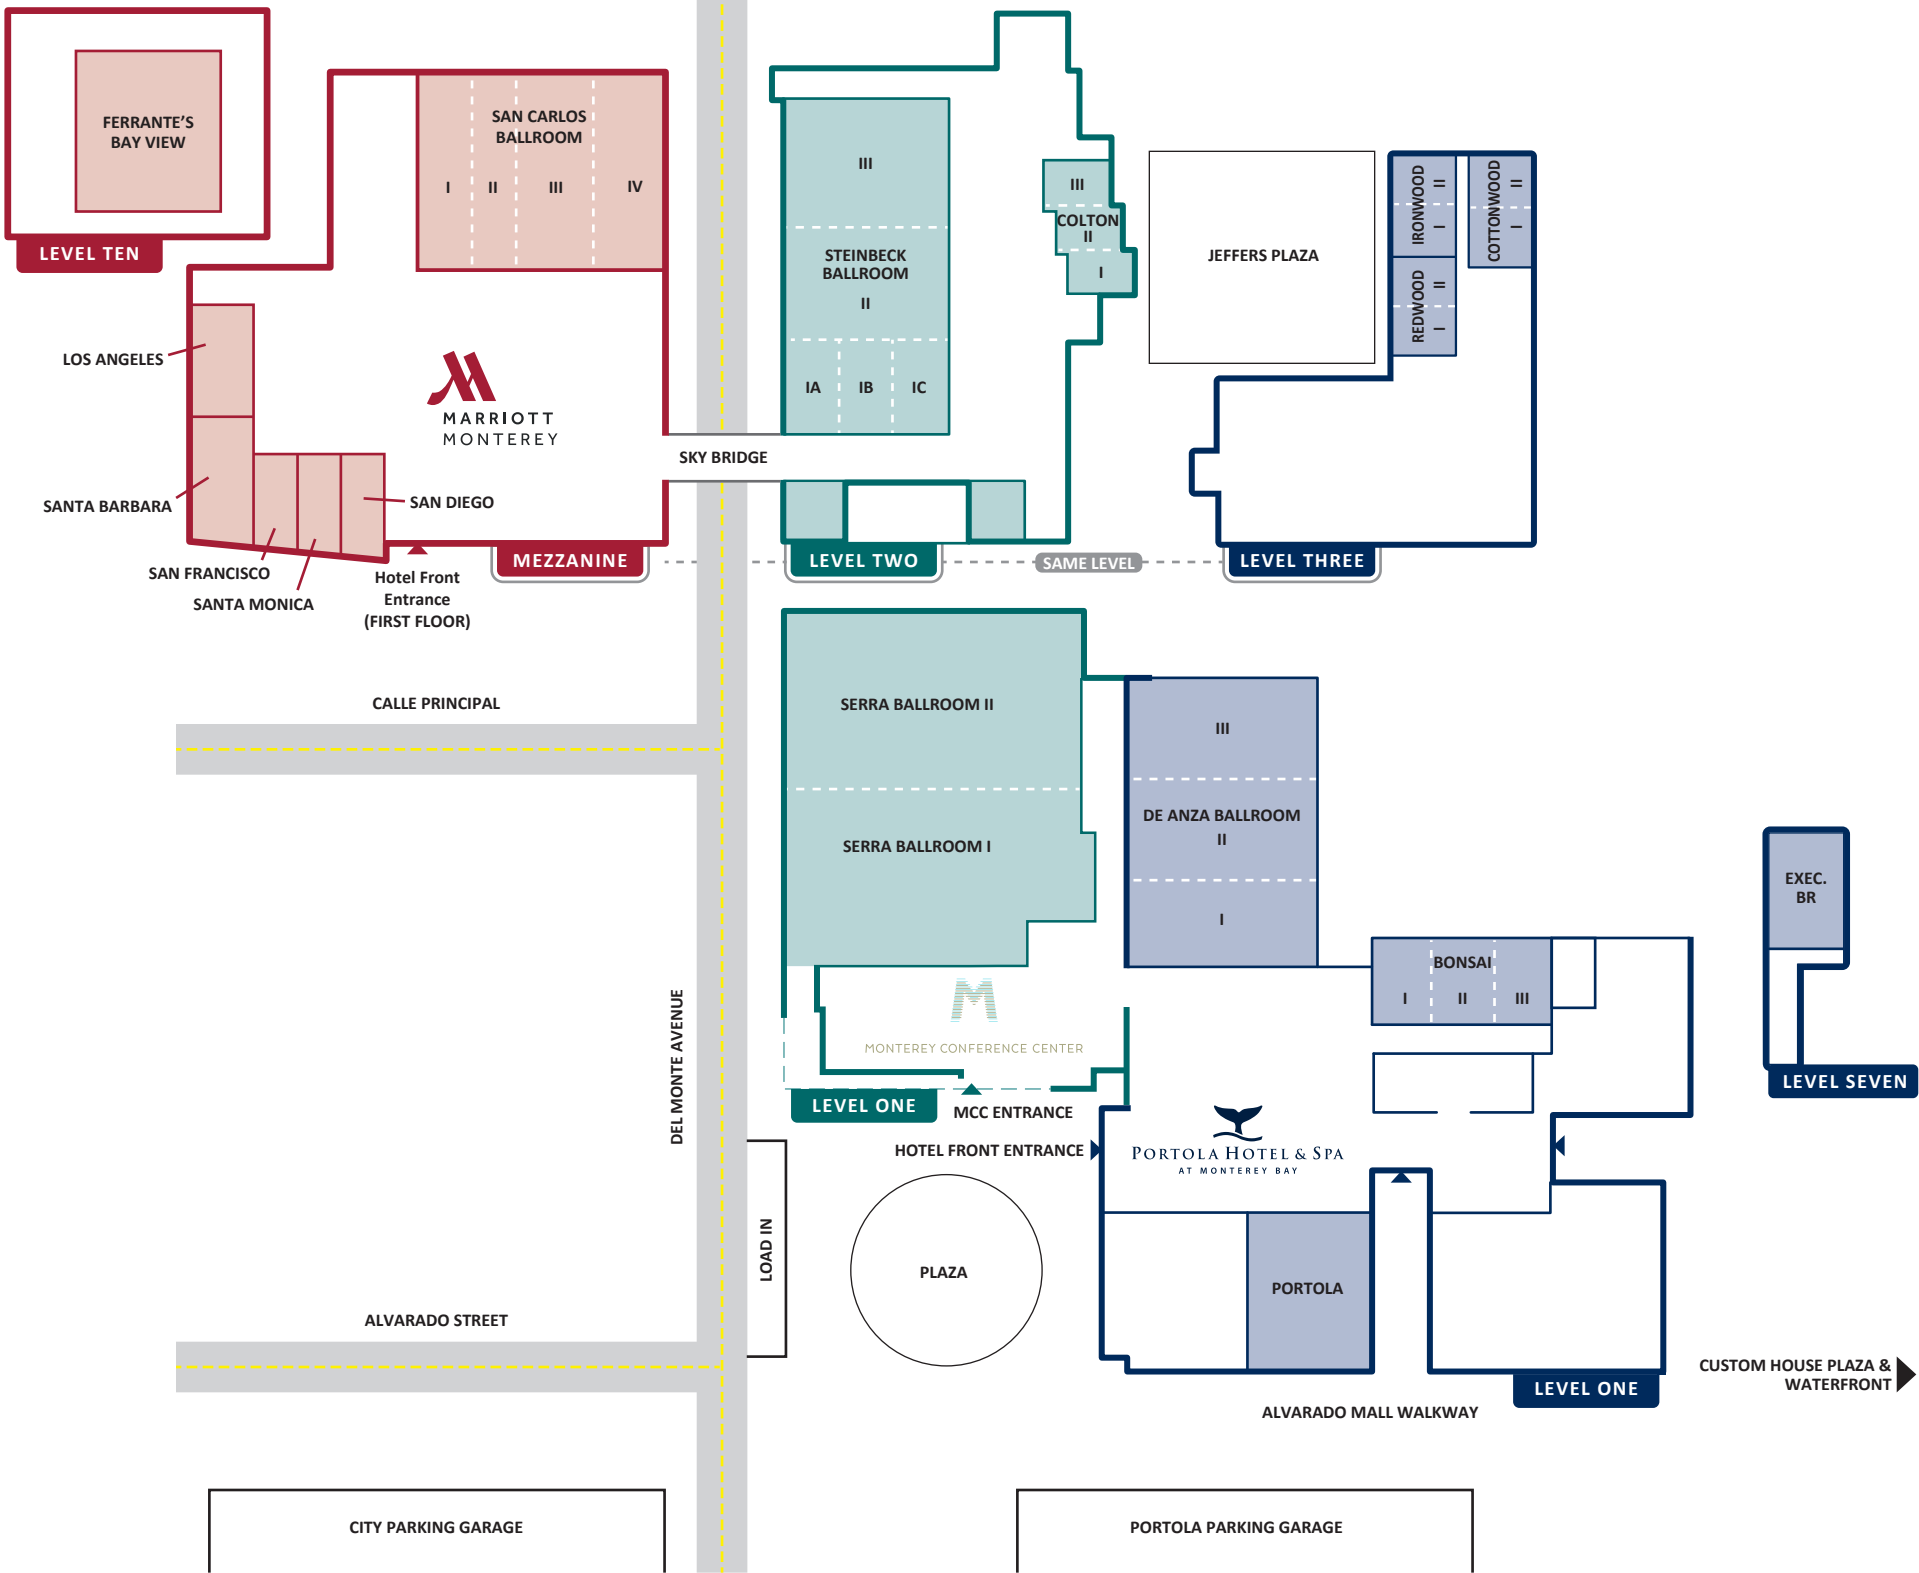 FERRANTE'S
BAY VIEW
LEVEL TEN
SAN CARLOS
BALLROOM
I
II
III
IV
LOS ANGELES
SANTA BARBARA
SAN FRANCISCO
SANTA MONICA
SAN DIEGO
MARRIOTT
MONTEREY
MEZZANINE
Hotel Front
Entrance
(FIRST FLOOR)
SKY BRIDGE
III
STEINBECK
BALLROOM
II
IA
IB
IC
III
COLTON
II
I
LEVEL TWO
SAME LEVEL
JEFFERS PLAZA
IRONWOOD
II
I
COTTONWOOD
II
I
REDWOOD
II
I
LEVEL THREE
CALLE PRINCIPAL
SERRA BALLROOM II
SERRA BALLROOM I
III
DE ANZA BALLROOM
II
I
BONSAI
I
II
III
EXEC.
BR
LEVEL SEVEN
DEL MONTE AVENUE
MONTEREY CONFERENCE CENTER
LEVEL ONE
MCC ENTRANCE
HOTEL FRONT ENTRANCE
PORTOLA HOTEL & SPA
AT MONTEREY BAY
LOAD IN
PLAZA
PORTOLA
ALVARADO STREET
LEVEL ONE
CUSTOM HOUSE PLAZA &
WATERFRONT
ALVARADO MALL WALKWAY
CITY PARKING GARAGE
PORTOLA PARKING GARAGE